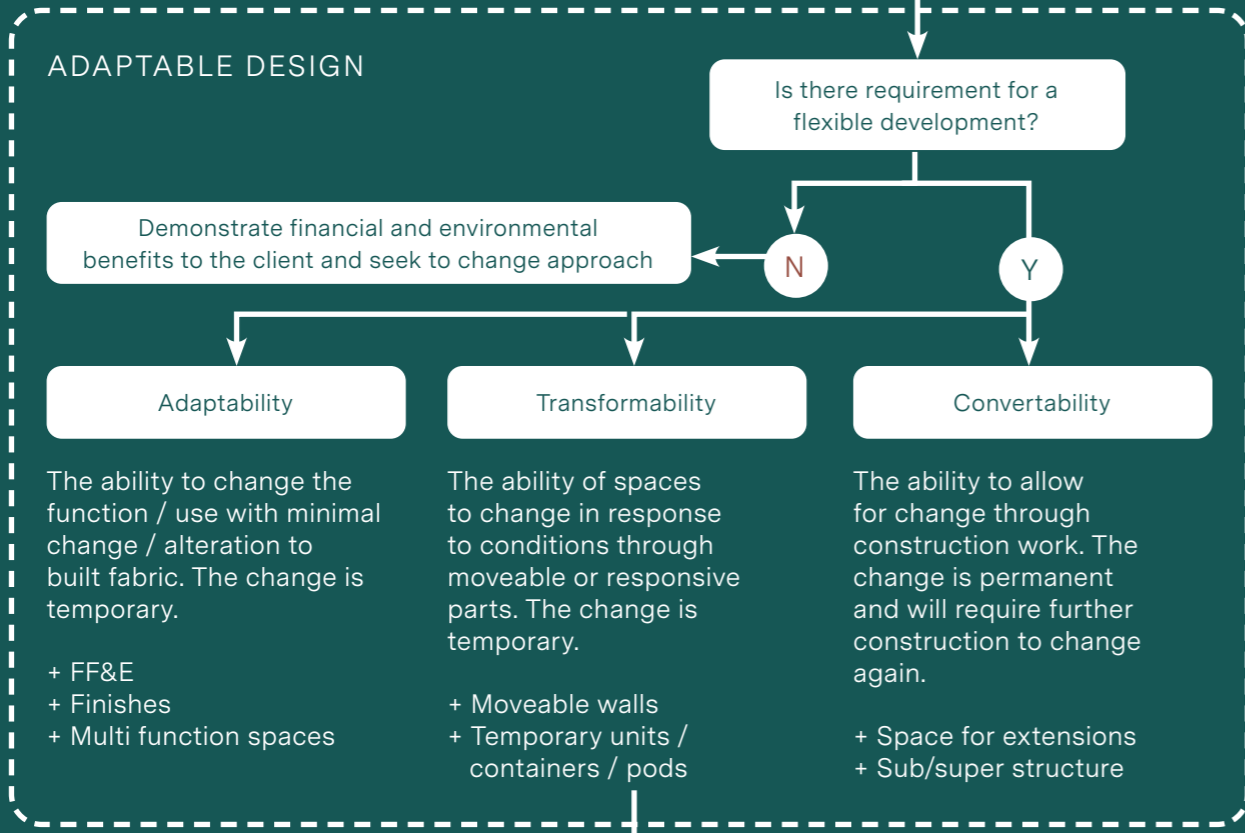 ADAPTABLE DESIGN
Is there requirement for a
flexible development?
Demonstrate financial and environmental
benefits to the client and seek to change approach
N
Y
Adaptability
The ability to change the
function / use with minimal
change / alteration to
built fabric. The change is
temporary.
+ FF&E
+ Finishes
+ Multi function spaces
Transformability
The ability of spaces
to change in response
to conditions through
moveable or responsive
parts. The change is
temporary.
+ Moveable walls
+ Temporary units /
containers / pods
Convertability
The ability to allow
for change through
construction work. The
change is permanent
and will require further
construction to change
again.
+ Space for extensions
+ Sub/super structure